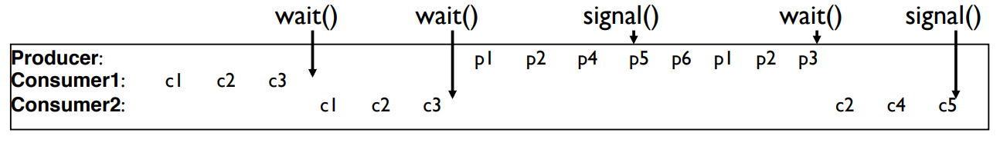 wait() wait() signal() wait() signal()
Producer: p1 p2 p4 p5 p6 p1 p2 p3
Consumer1: c1 c2 c3
Consumer2: c1 c2 c3 c2 c4 c5